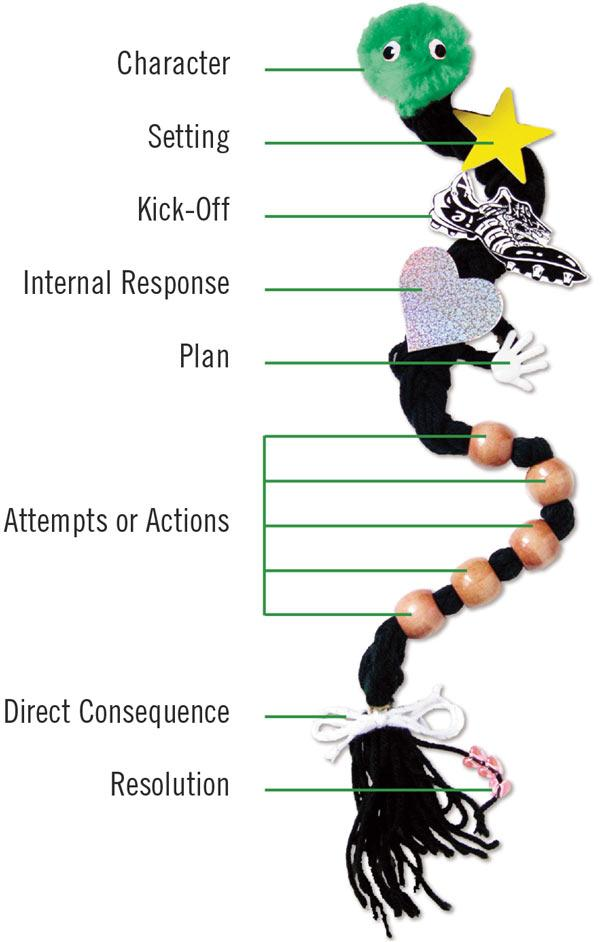 Character
Setting
Kick-Off
Internal Response
Plan
Attempts or Actions
Direct Consequence
Resolution